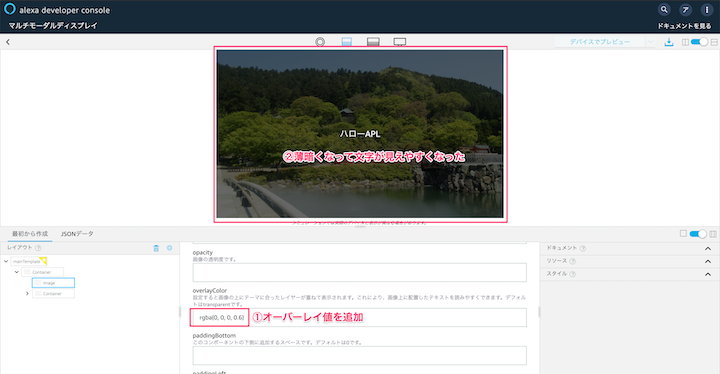 alexa developer console
マルチモーダルディスプレイ
ドキュメントを見る
デバイスでプレビュー
ハローAPL
②薄暗くなって文字が見えやすくなった
最初から作成 JSONデータ
レイアウト
mainTemplate
Container
Image
Container
opacity
画像の透明度です。
overlayColor
設定すると画像の上にテーマに合ったレイヤーが重ねて表示されます。これにより、画像上に配置したテキストを読みやすくできます。デフォル
トはtransparentです。
rgba(0, 0, 0, 0.6) ①オーバーレイ値を追加
paddingBottom
このコンポーネントの下側に追加するスペースです。デフォルトは0です。
paddingLeft
ドキュメント
リソース
スタイル